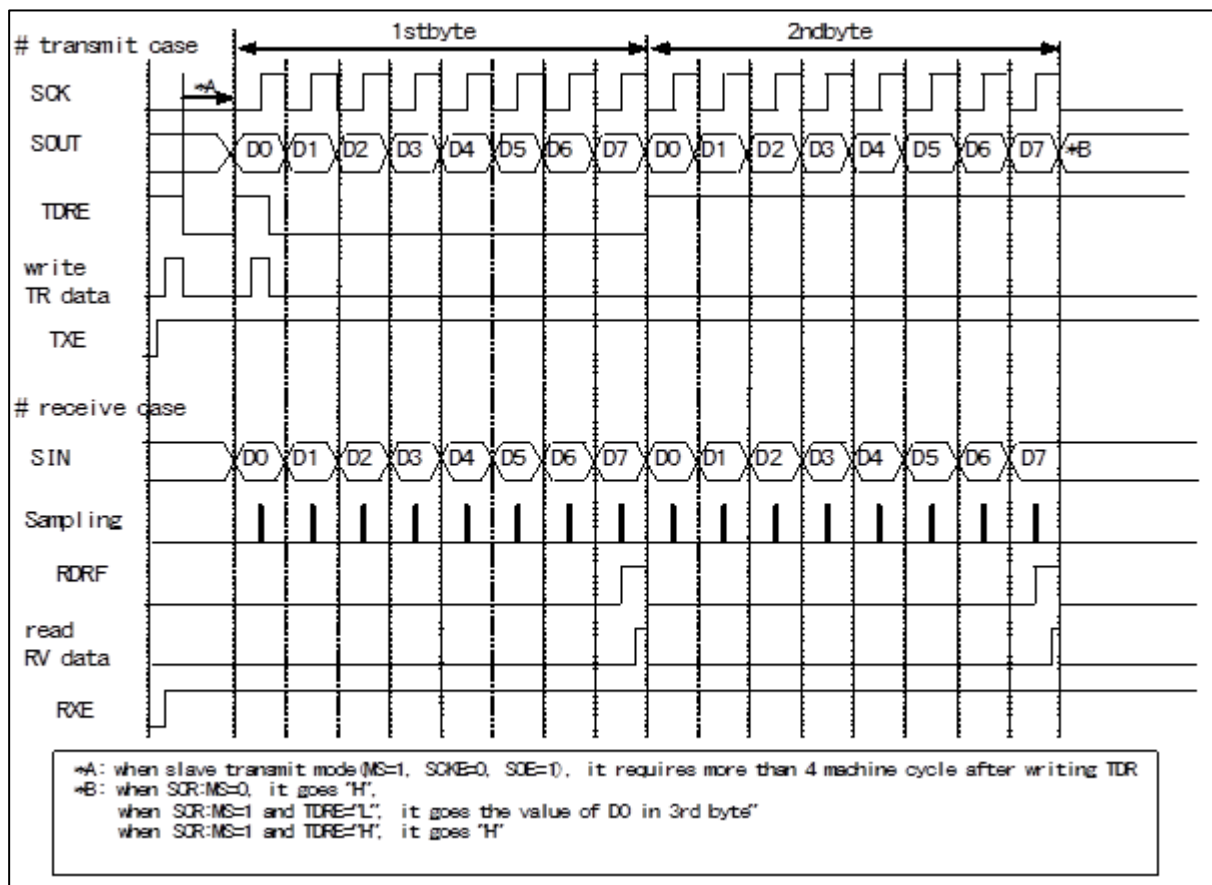 # transmit case
1stbyte 2ndbyte
*A
SCK
SOUT D0 D1 D2 D3 D4 D5 D6 D7 D0 D1 D2 D3 D4 D5 D6 D7 *B
TDRE
write
TR data
TXE
# receive case
SIN D0 D1 D2 D3 D4 D5 D6 D7 D0 D1 D2 D3 D4 D5 D6 D7
Sampling
RDRF
read
RV data
RXE
*A: when slave transmit mode(MS=1, SCKE=0, SOE=1), it requires more than 4 machine cycle after writing TDR
*B: when SCR:MS=0, it goes "H",
when SCR:MS=1 and TDRE="L", it goes the value of D0 in 3rd byte"
when SCR:MS=1 and TDRE="H", it goes "H"